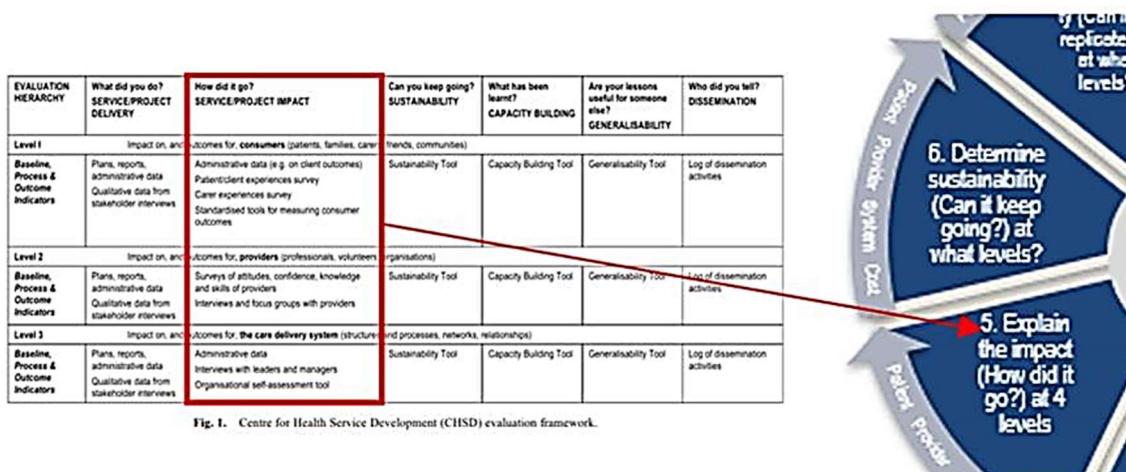 EVALUATION HIERARCHY
What did you do?
SERVICE/PROJECT DELIVERY
How did it go?
SERVICE/PROJECT IMPACT
Can you keep going?
SUSTAINABILITY
What has been learnt?
CAPACITY BUILDING
Are your lessons useful for someone else?
GENERALISABILITY
Who did you tell?
DISSEMINATION
Level I Impact on, and outcomes for, consumers (patients, families, carers friends, communities)
Baseline, Process & Outcome Indicators
Plans, reports, administrative data
Qualitative data from stakeholder interviews
Administrative data (e.g. on client outcomes)
Patient/client experiences survey
Carer experiences survey
Standardised tools for measuring consumer outcomes
Sustainability Tool
Capacity Building Tool
Generalisability Tool
Log of dissemination activities
Level 2 Impact on, and outcomes for, providers (professionals, volunteers organisations)
Baseline, Process & Outcome Indicators
Plans, reports, administrative data
Qualitative data from stakeholder interviews
Surveys of attitudes, confidence, knowledge and skills of providers
Interviews and focus groups with providers
Sustainability Tool
Capacity Building Tool
Generalisability Tool
Log of dissemination activities
Level 3 Impact on, and outcomes for, the care delivery system (structures and processes, networks, relationships)
Baseline, Process & Outcome Indicators
Plans, reports, administrative data
Qualitative data from stakeholder interviews
Administrative data
Interviews with leaders and managers
Organisational self-assessment tool
Sustainability Tool
Capacity Building Tool
Generalisability Tool
Log of dissemination activities
Fig. 1. Centre for Health Service Development (CHSD) evaluation framework.
replicate
at
levels
Patient Provider System Cost
6. Determine
sustainability
(Can it keep
going?) at
what levels?
5. Explain
the impact
(How did it
go?) at 4
levels
Patient Provider